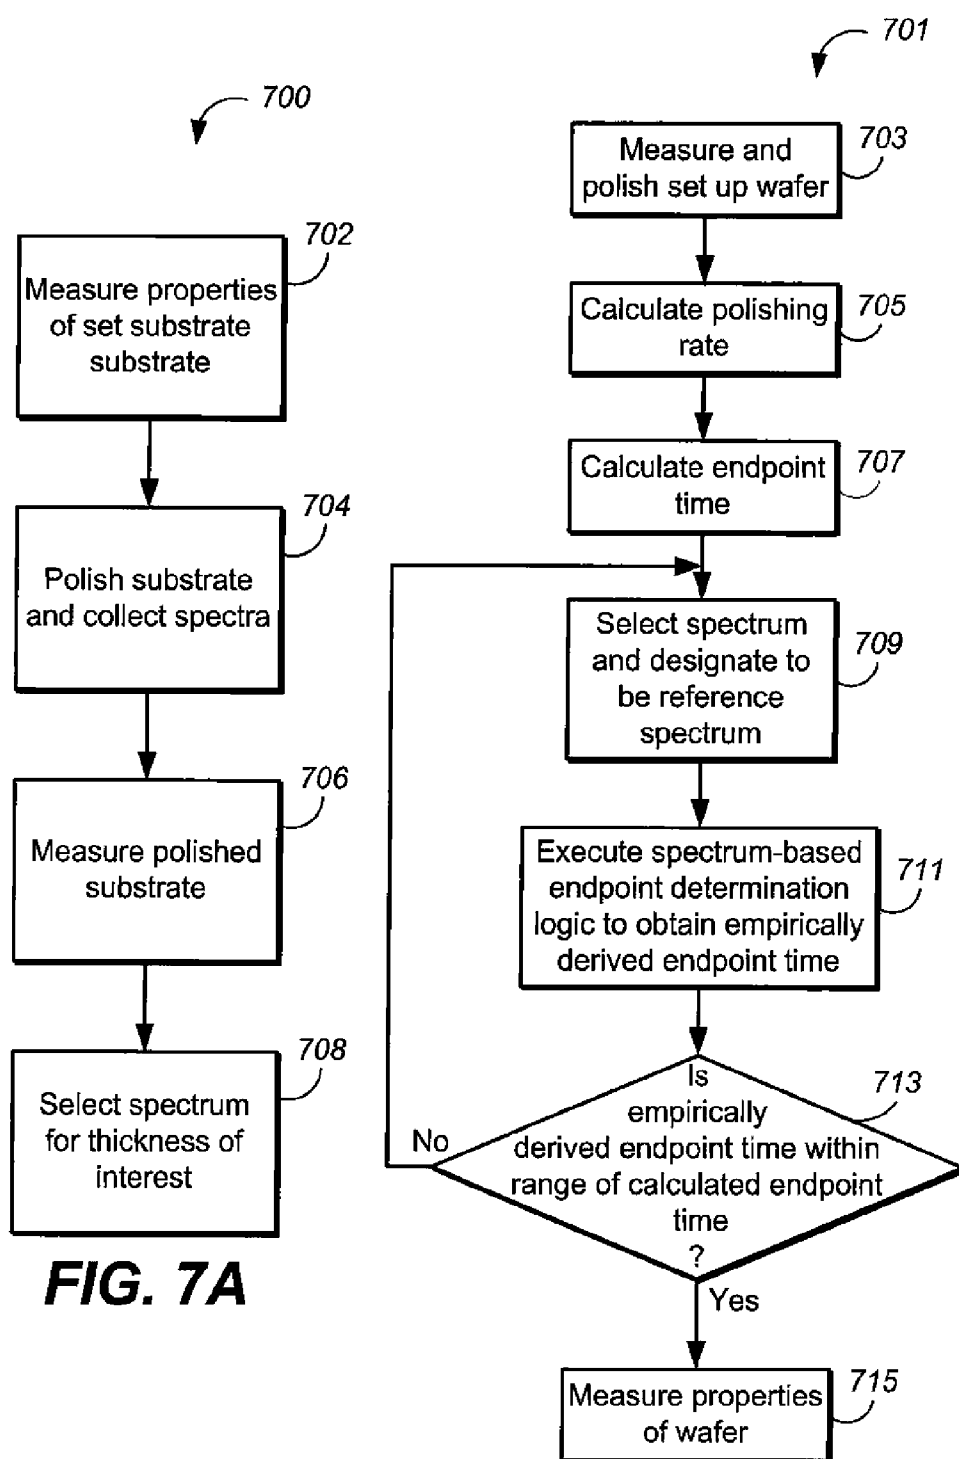 700
702
Measure properties
of set substrate
substrate
704
Polish substrate
and collect spectra
706
Measure polished
substrate
708
Select spectrum
for thickness of
interest
FIG. 7A
701
703
Measure and
polish set up wafer
705
Calculate polishing
rate
707
Calculate endpoint
time
709
Select spectrum
and designate to
be reference
spectrum
711
Execute spectrum-based
endpoint determination
logic to obtain empirically
derived endpoint time
713
Is
empirically
derived endpoint time within
range of calculated endpoint
time
?
No
Yes
715
Measure properties
of wafer